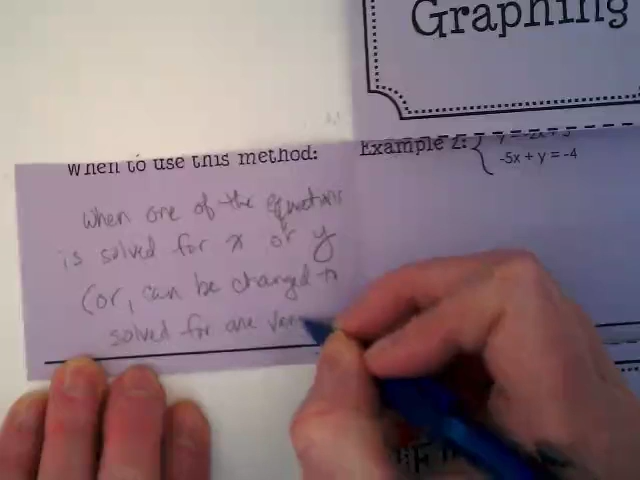 Graphing
When to use this method:
When one of the equations
is solved for x or y
(or, can be changed to
solved for one
Example 2:
-5x + y = -4